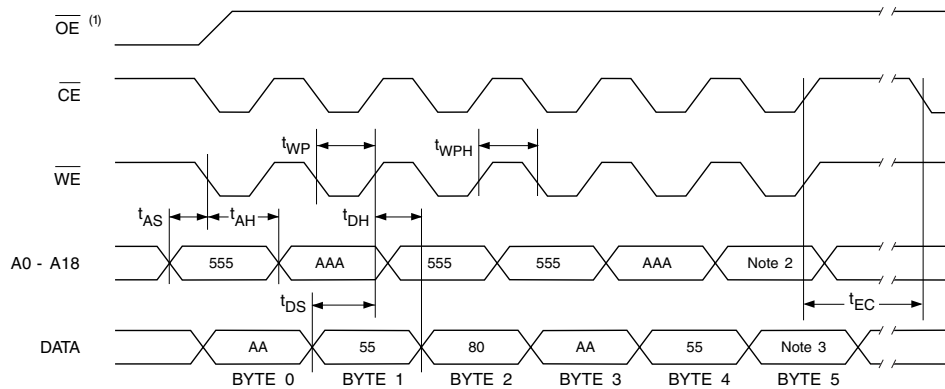 OE (1)
CE
tWP
tWPH
WE
tAS
tAH
tDH
A0 - A18
555
AAA
555
555
AAA
Note 2
tDS
tEC
DATA
AA
55
80
AA
55
Note 3
BYTE 0
BYTE 1
BYTE 2
BYTE 3
BYTE 4
BYTE 5